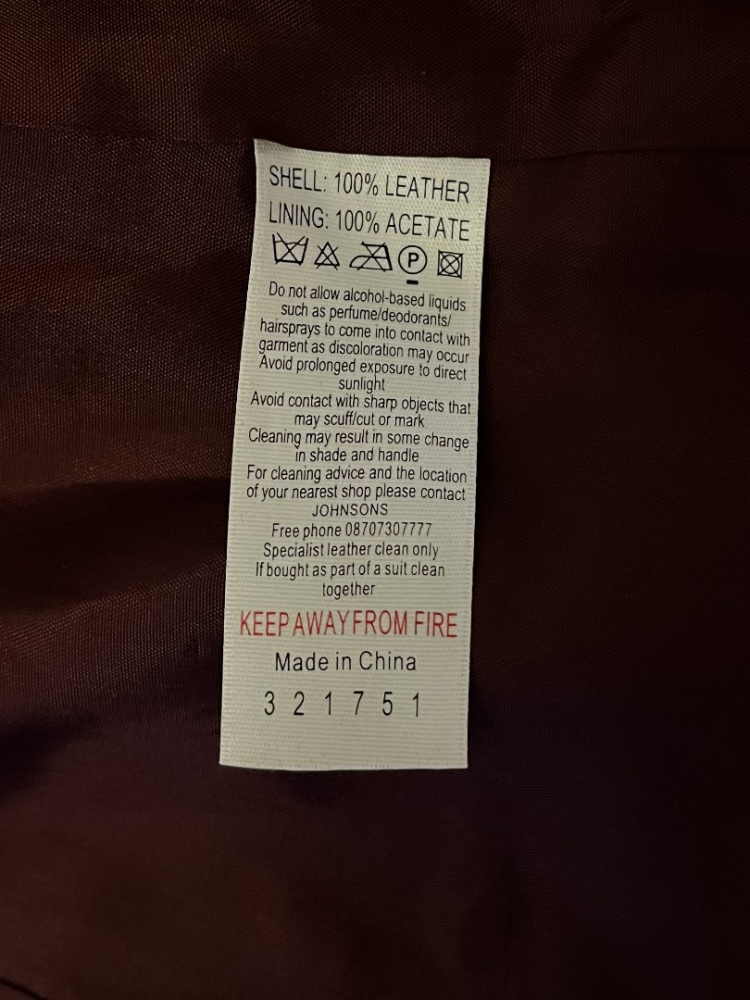 SHELL: 100% LEATHER
LINING: 100% ACETATE
P
Do not allow alcohol-based liquids
such as perfume/deodorants/
hairsprays to come into contact with
garment as discoloration may occur
Avoid prolonged exposure to direct
sunlight
Avoid contact with sharp objects that
may scuff/cut or mark
Cleaning may result in some change
in shade and handle
For cleaning advice and the location
of your nearest shop please contact
JOHNSONS
Free phone 08707307777
Specialist leather clean only
If bought as part of a suit clean
together
KEEP AWAY FROM FIRE
Made in China
3 2 1 7 5 1